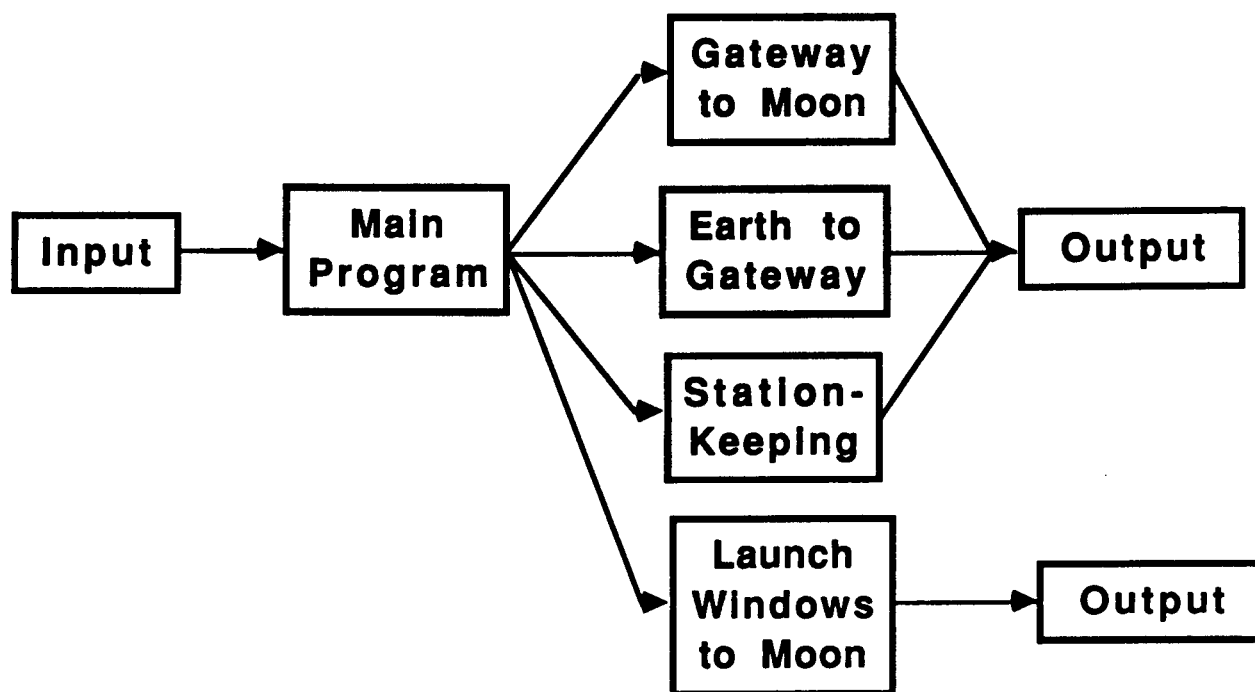 Input
Main
Program
Gateway
to Moon
Earth to
Gateway
Station-
Keeping
Launch
Windows
to Moon
Output
Output